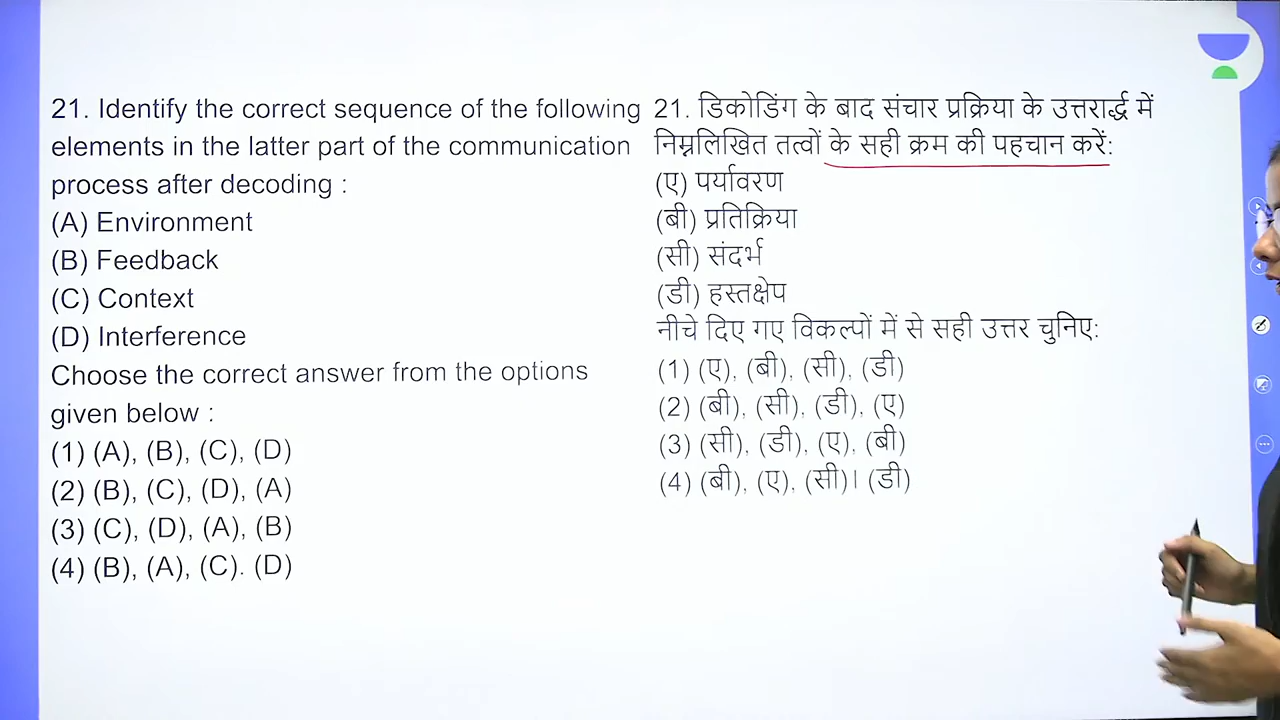 21. Identify the correct sequence of the following
elements in the latter part of the communication
process after decoding :
(A) Environment
(B) Feedback
(C) Context
(D) Interference
Choose the correct answer from the options
given below :
(1) (A), (B), (C), (D)
(2) (B), (C), (D), (A)
(3) (C), (D), (A), (B)
(4) (B), (A), (C). (D)
21. डिकोडिंग के बाद संचार प्रक्रिया के उत्तरार्द्ध में
निम्नलिखित तत्वों के सही क्रम की पहचान करें:
(ए) पर्यावरण
(बी) प्रतिक्रिया
(सी) संदर्भ
(डी) हस्तक्षेप
नीचे दिए गए विकल्पों में से सही उत्तर चुनिए:
(1) (ए), (बी), (सी), (डी)
(2) (बी), (सी), (डी), (ए)
(3) (सी), (डी), (ए), (बी)
(4) (बी), (ए), (सी)। (डी)